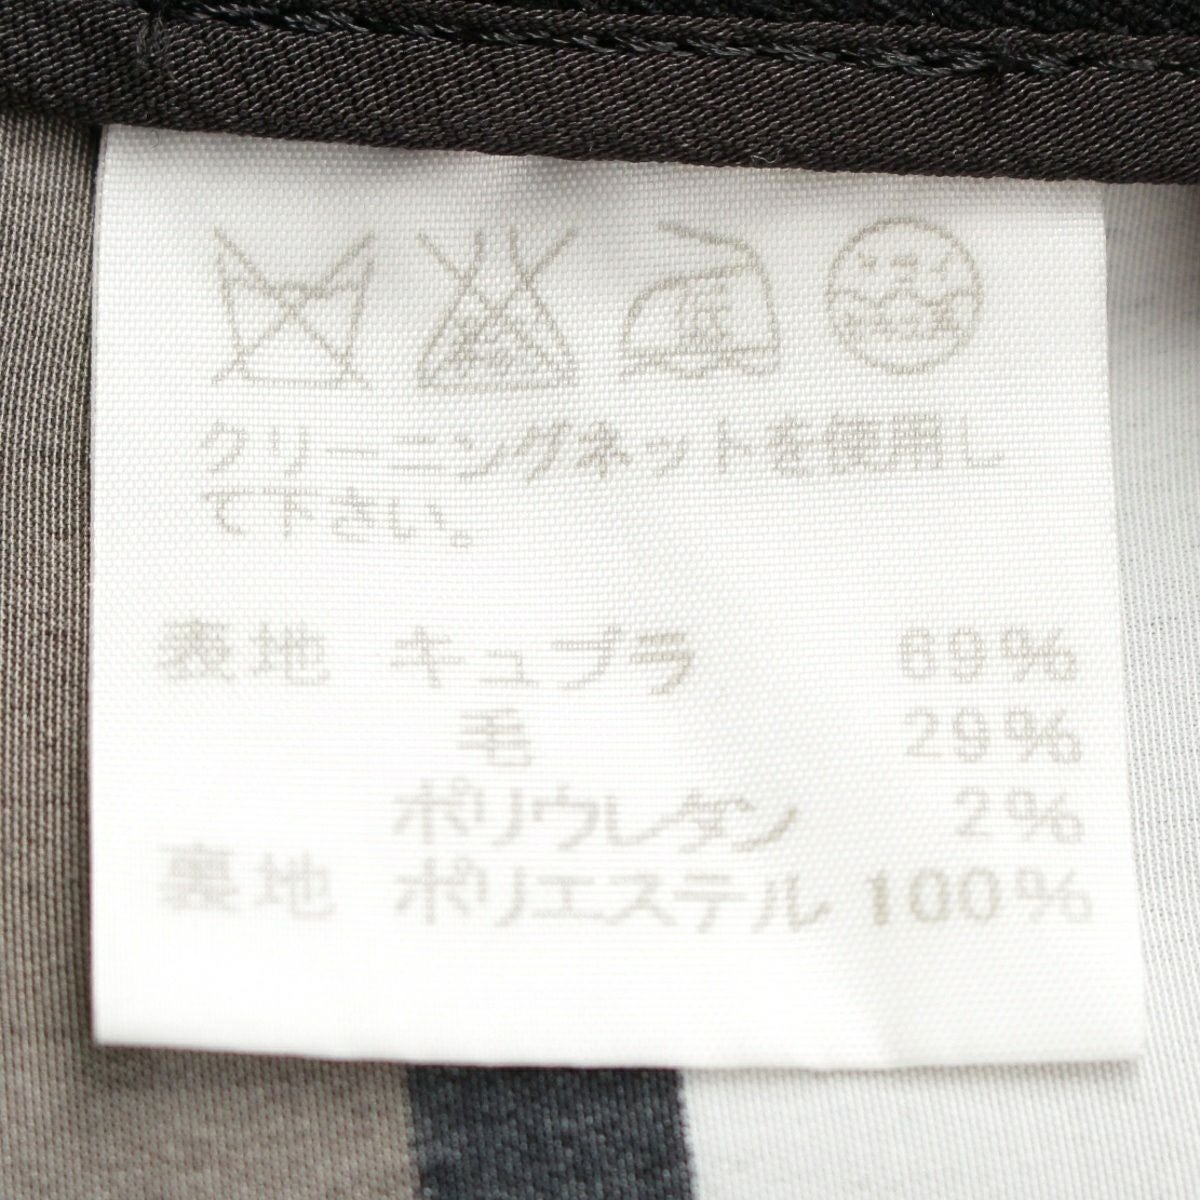 クリーニングネットを使用し
て下さい。
表地 キュプラ 69%
毛 29%
ポリウレタン 2%
裏地 ポリエステル 100%